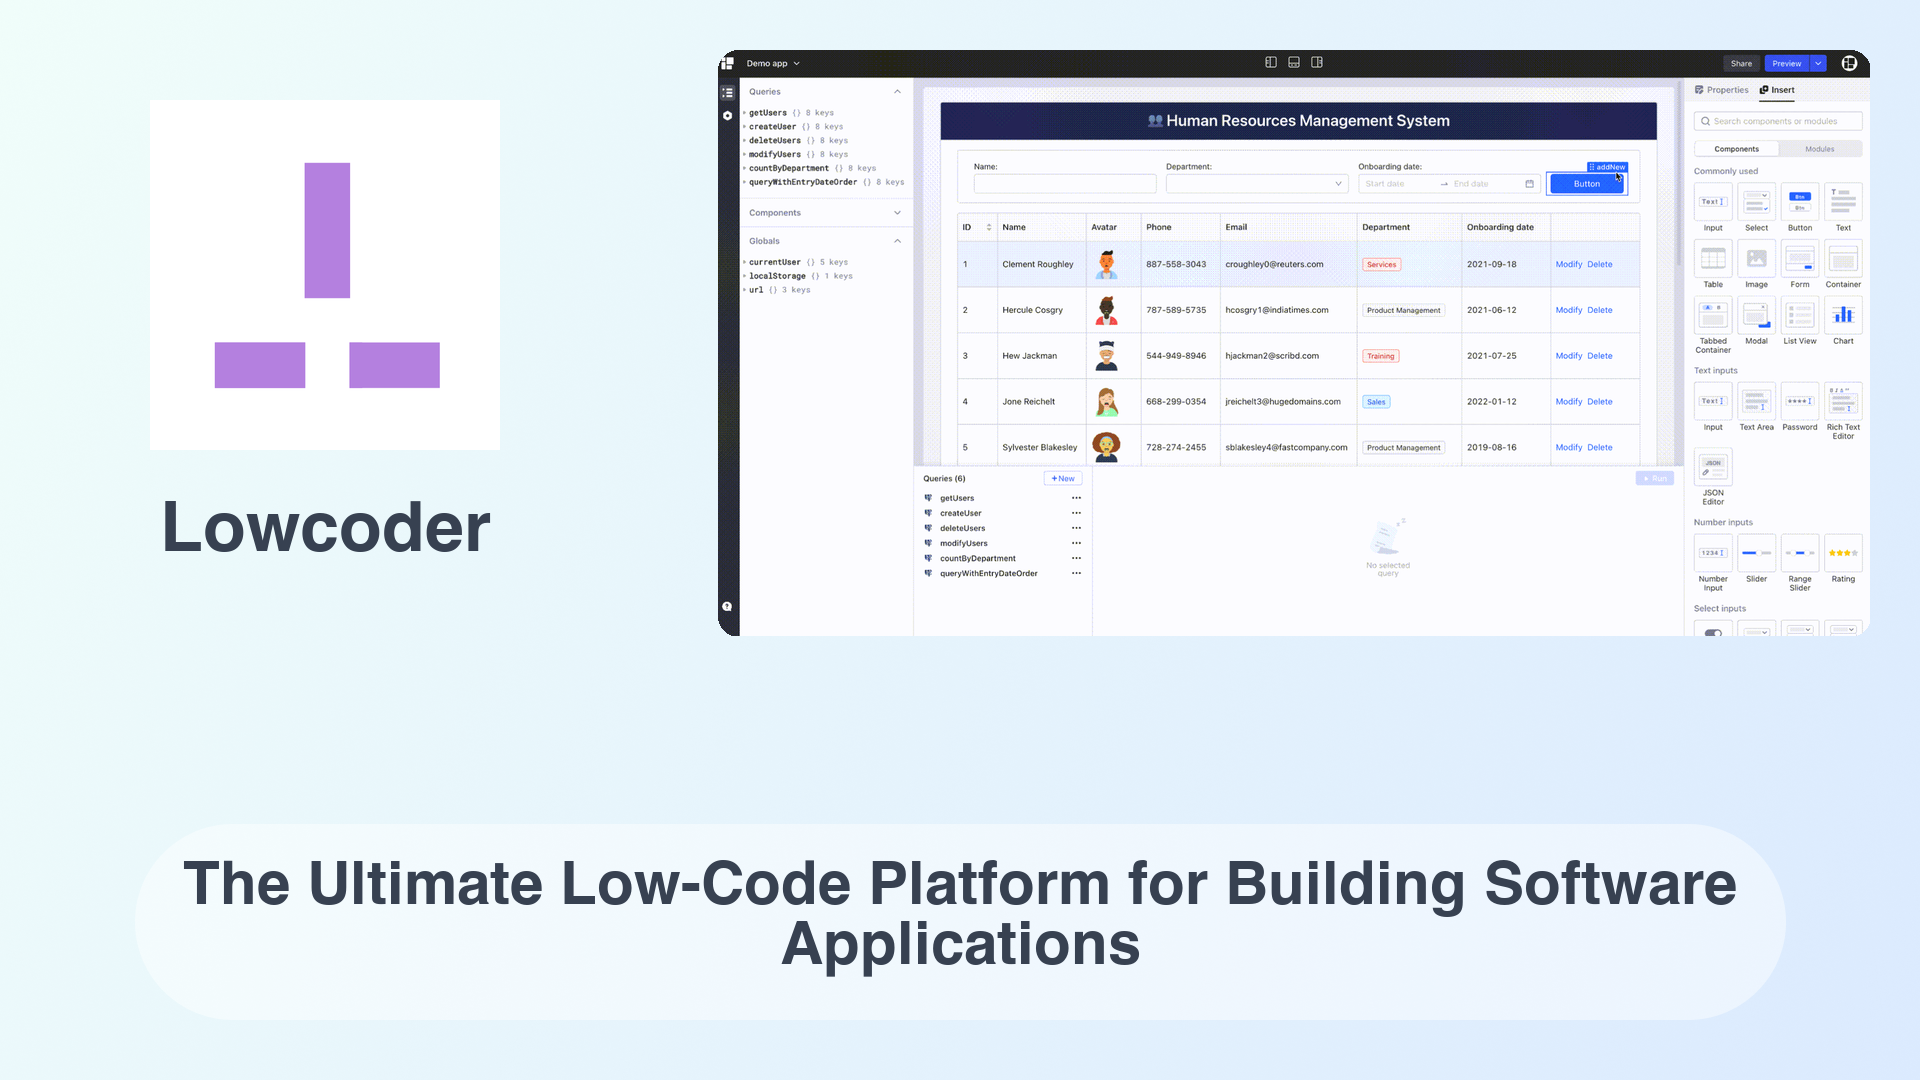 Lowcoder
Demo app
Share
Preview
Queries
getUsers {} 8 keys
createUser {} 8 keys
deleteUsers {} 8 keys
modifyUsers {} 8 keys
countByDepartment {} 8 keys
queryWithEntryDateOrder {} 8 keys
Components
Globals
currentUser {} 5 keys
localStorage {} 1 keys
url {} 3 keys
Human Resources Management System
Name:
Department:
Onboarding date:
addNew
Start date
End date
Button
ID Name Avatar Phone Email Department Onboarding date
1 Clement Roughley 887-558-3043 croughley0@reuters.com Services 2021-09-18 Modify Delete
2 Hercule Cosgry 787-589-5735 hcosgry1@indiatimes.com Product Management 2021-06-12 Modify Delete
3 Hew Jackman 544-949-8946 hjackman2@scribd.com Training 2021-07-25 Modify Delete
4 Jone Reichelt 668-299-0354 jreichelt3@hugedomains.com Sales 2022-01-12 Modify Delete
5 Sylvester Blakesley 728-274-2455 sblakesley4@fastcompany.com Product Management 2019-08-16 Modify Delete
Queries (6)
+ New
Run
getUsers
createUser
deleteUsers
modifyUsers
countByDepartment
queryWithEntryDateOrder
No selected
query
Properties
Insert
Search components or modules
Components
Modules
Commonly used
Text
Btn
Btn
T
Input Select Button Text
Table Image Form Container
A B
Tabbed
Container
Modal
List View
Chart
Text inputs
Text
****
B I A "
Input
Text Area
Password
Rich Text
Editor
JSON
JSON
Editor
Number inputs
1234
Number
Input
Slider
Range
Slider
Rating
Select inputs
The Ultimate Low-Code Platform for Building Software
Applications